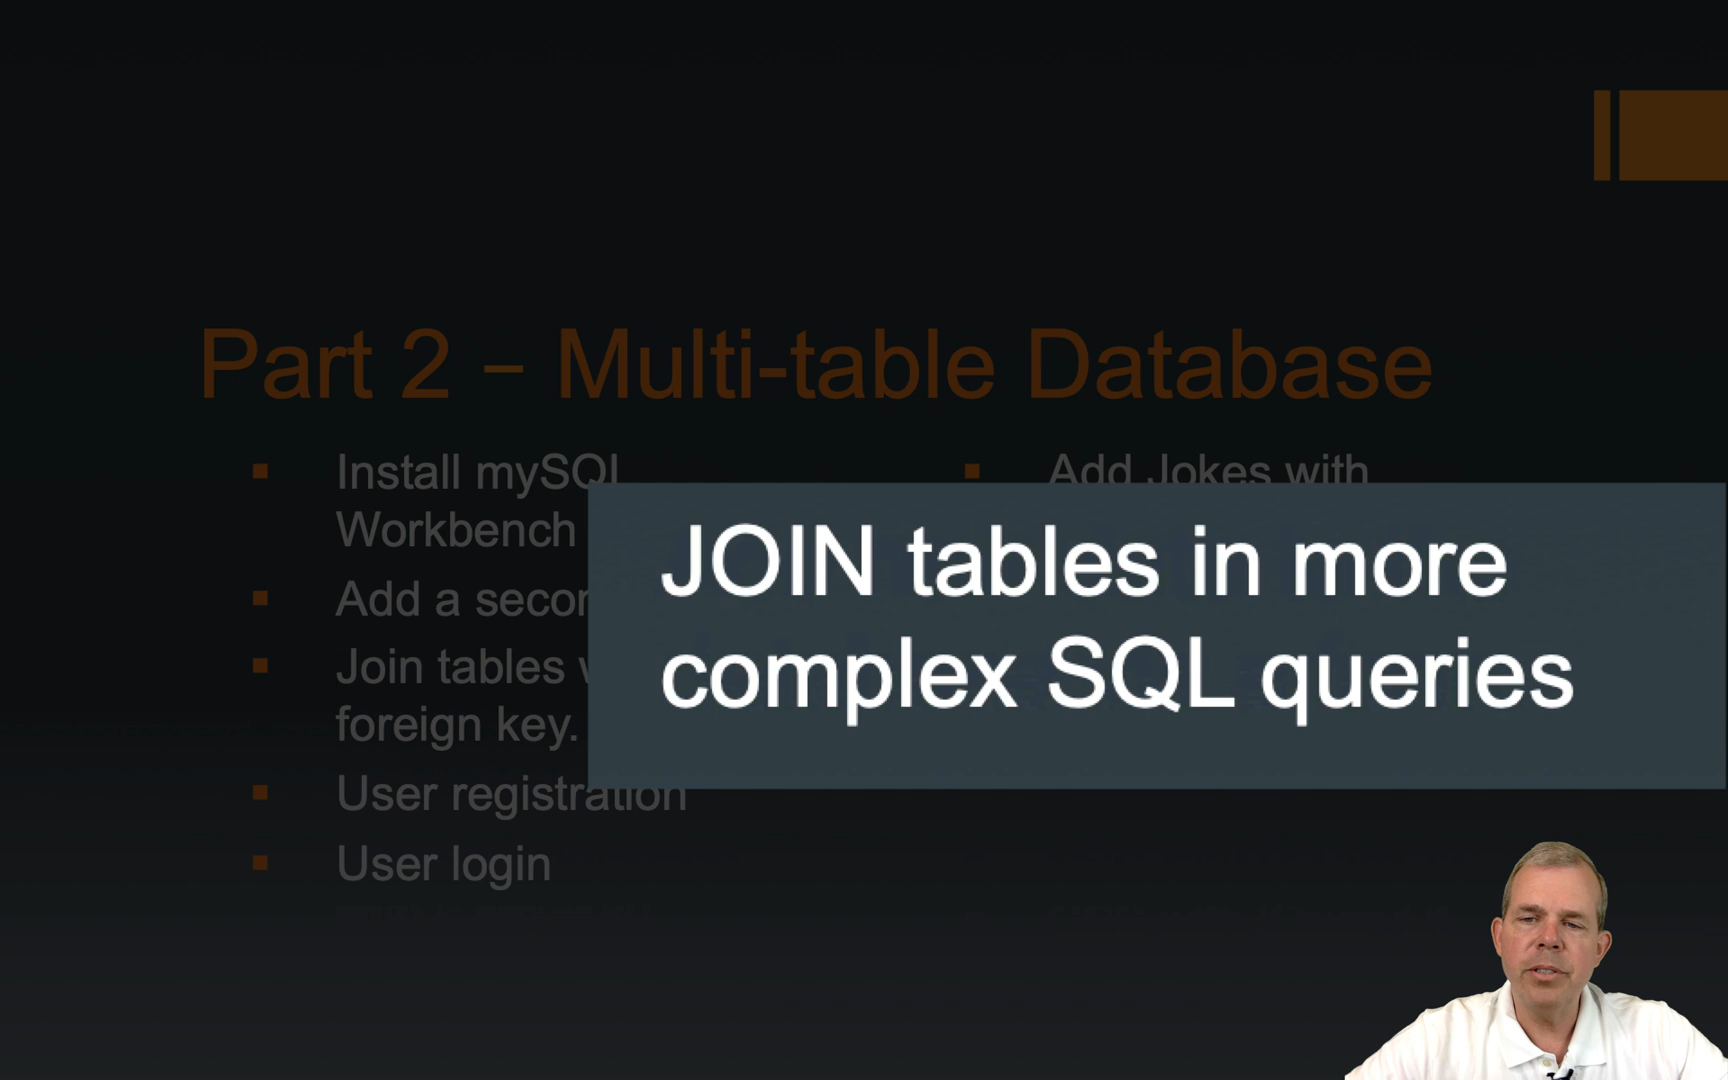 Part 2 – Multi-table Database
Install mySQL
Workbench
Add a secon
Join tables
foreign key.
User registration
User login
Add Jokes with
JOIN tables in more
complex SQL queries